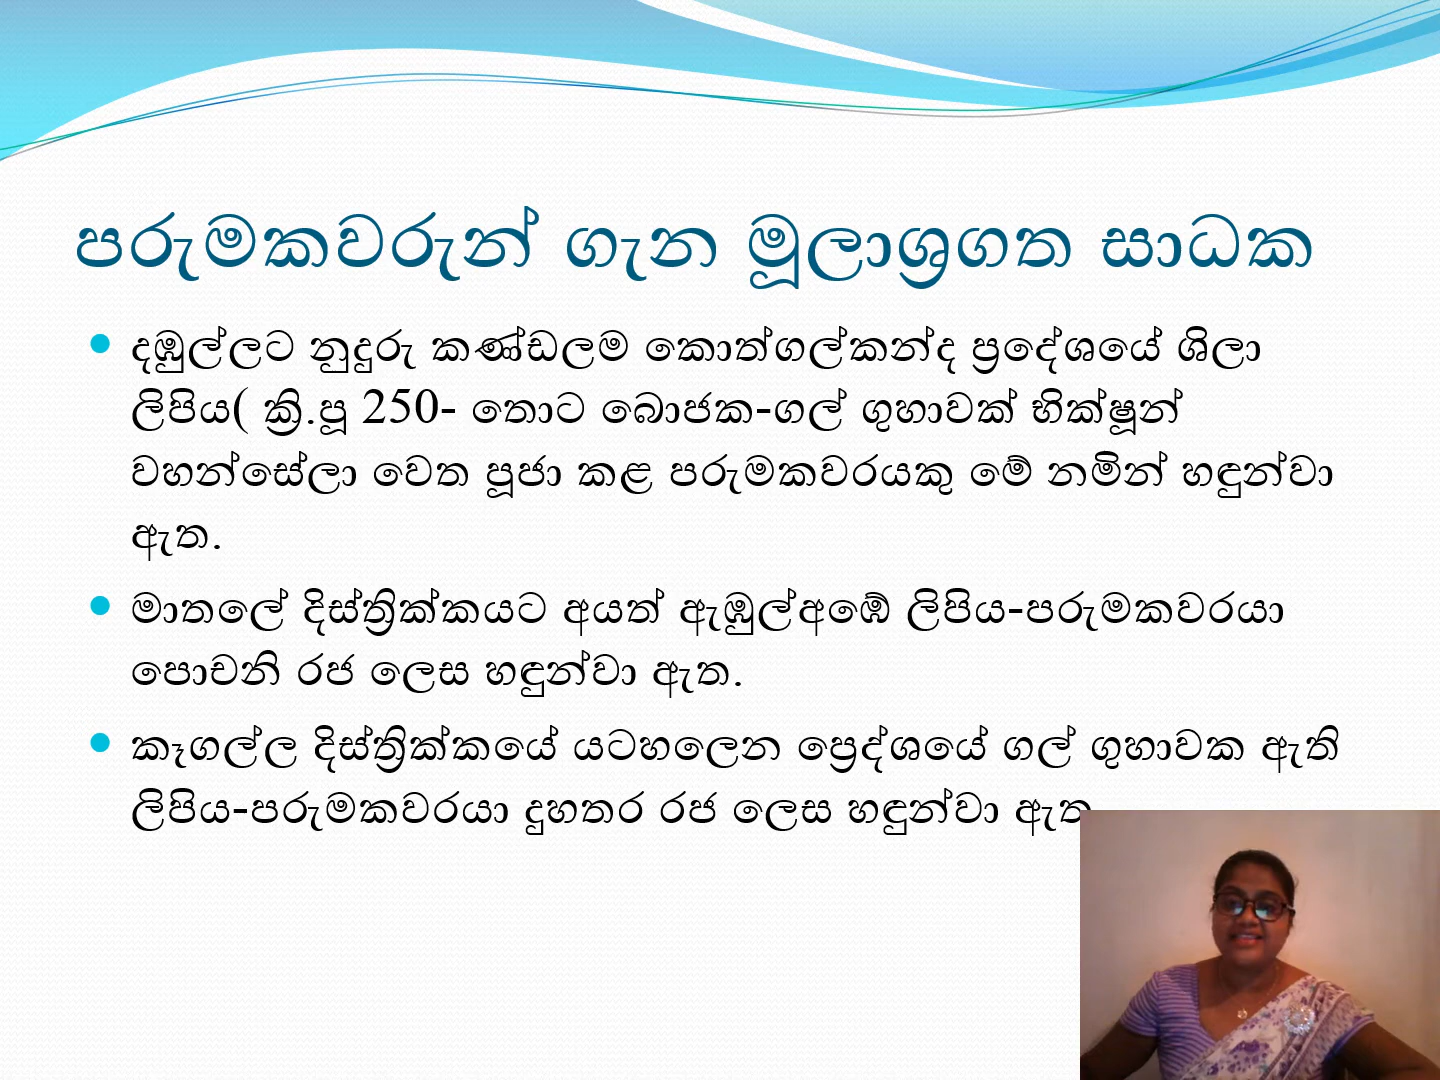 පරුමකවරුන් ගැන මූලාශ්‍රගත සාධක
දඹුල්ලට නුදුරු කණ්ඩලම කොත්ගල්කන්ද ප්‍රදේශයේ ශිලා
ලිපිය( ක්‍රි.පූ 250- තොට බොජක-ගල් ගුහාවක් භික්ෂූන්
වහන්සේලා වෙත පූජා කළ පරුමකවරයකු මේ නමින් හඳුන්වා
ඇත.
මාතලේ දිස්ත්‍රික්කයට අයත් ඇඹුල්අඹේ ලිපිය-පරුමකවරයා
පොචනි රජ ලෙස හඳුන්වා ඇත.
කෑගල්ල දිස්ත්‍රික්කයේ යටහලෙන ප්‍රෙද්ශයේ ගල් ගුහාවක ඇති
ලිපිය-පරුමකවරයා දුහතර රජ ලෙස හඳුන්වා ඇත